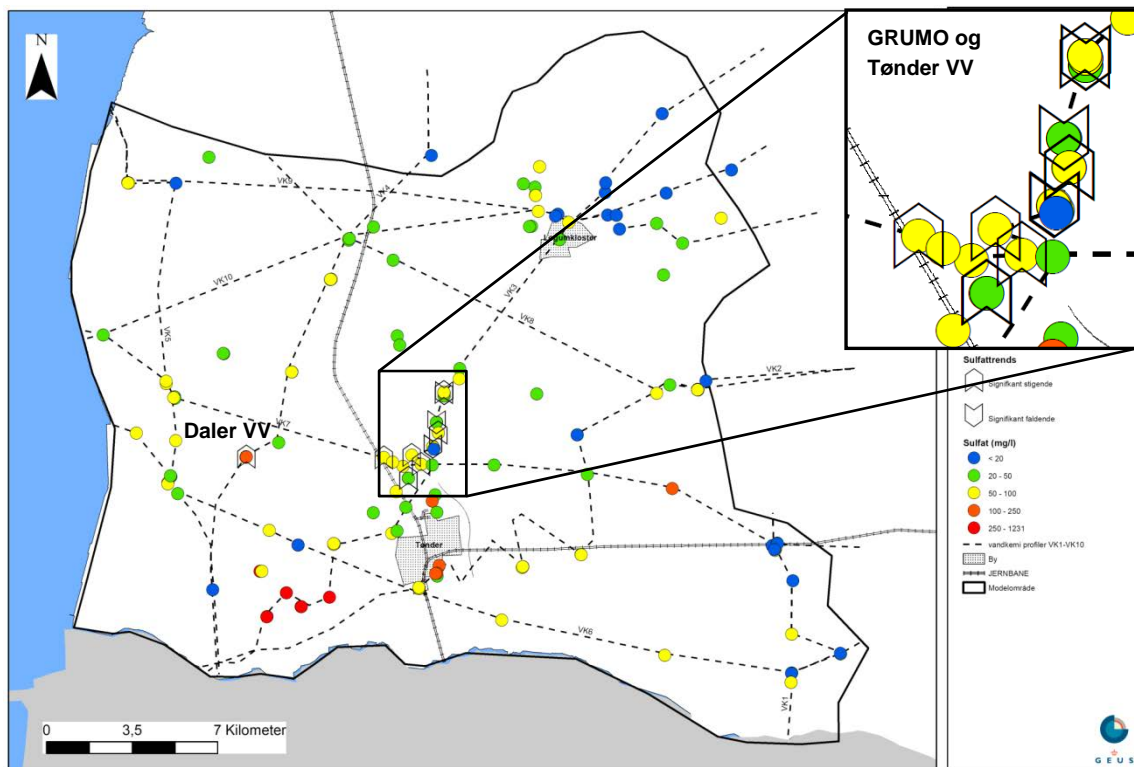 N
GRUMO og
Tønder VV
VK9
VK4
Løgumkloster
VK10
VK3
VK5
VK8
VK2
VK7
Daler VV
Tønder
VK6
VK1
0 3,5 7 Kilometer
Sulfattrends
Signifkant stigende
Signifikant faldende
Sulfat (mg/l)
< 20
20 - 50
50 - 100
100 - 250
250 - 1231
vandkemi profiler VK1-VK10
By
JERNBANE
Modelområde
G E U S